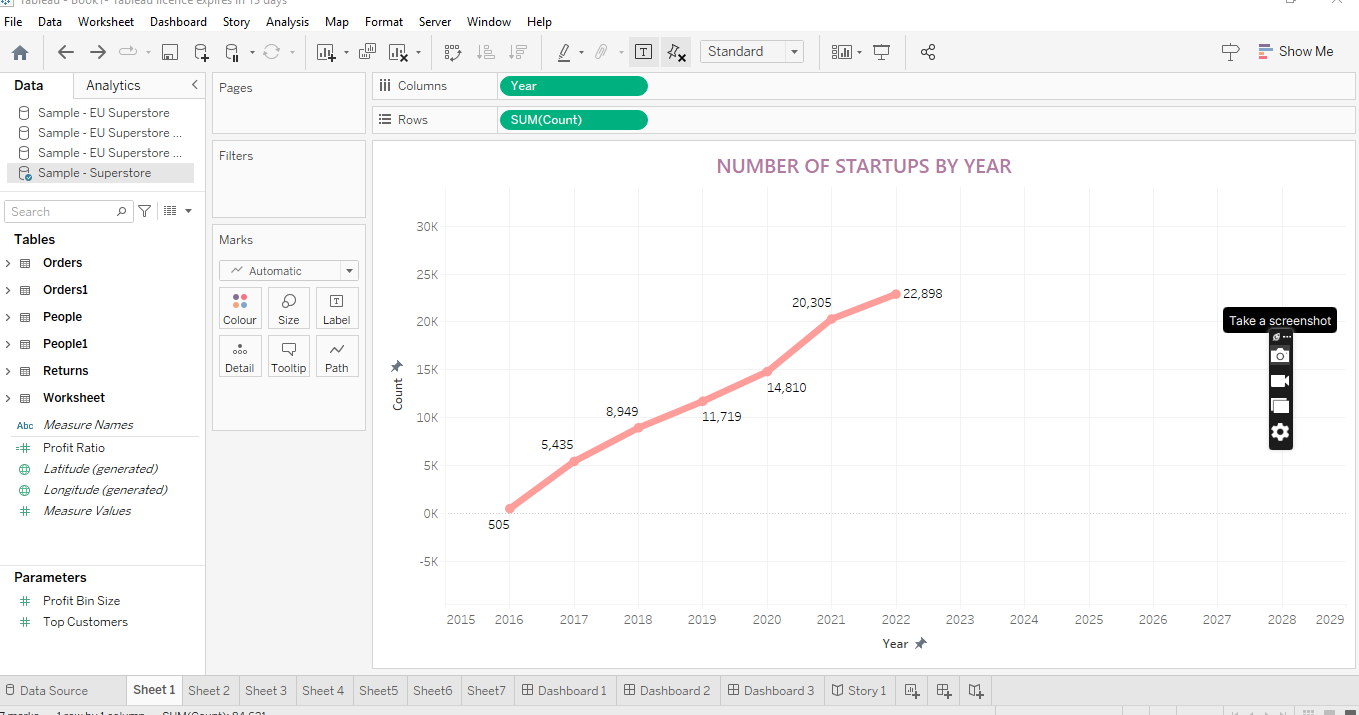 Tableau - Book1 - Tableau licence expires in 13 days
File Data Worksheet Dashboard Story Analysis Map Format Server Window Help
Standard
Show Me
Data Analytics
Sample - EU Superstore
Sample - EU Superstore ...
Sample - EU Superstore ...
Sample - Superstore
Search
Tables
Orders
Orders1
People
People1
Returns
Worksheet
Abc Measure Names
Profit Ratio
Latitude (generated)
Longitude (generated)
Measure Values
Parameters
Profit Bin Size
Top Customers
Pages
Filters
Marks
Automatic
Colour Size Label
Detail Tooltip Path
Columns Year
Rows SUM(Count)
NUMBER OF STARTUPS BY YEAR
30K
25K
20K
15K
10K
5K
0K
-5K
Count
505
5,435
8,949
11,719
14,810
20,305
22,898
2015 2016 2017 2018 2019 2020 2021 2022 2023 2024 2025 2026 2027 2028 2029
Year
Take a screenshot
Data Source Sheet 1 Sheet 2 Sheet 3 Sheet 4 Sheet5 Sheet6 Sheet7 Dashboard 1 Dashboard 2 Dashboard 3 Story 1
7 marks 1 row by 1 column SUM(Count): 84,621